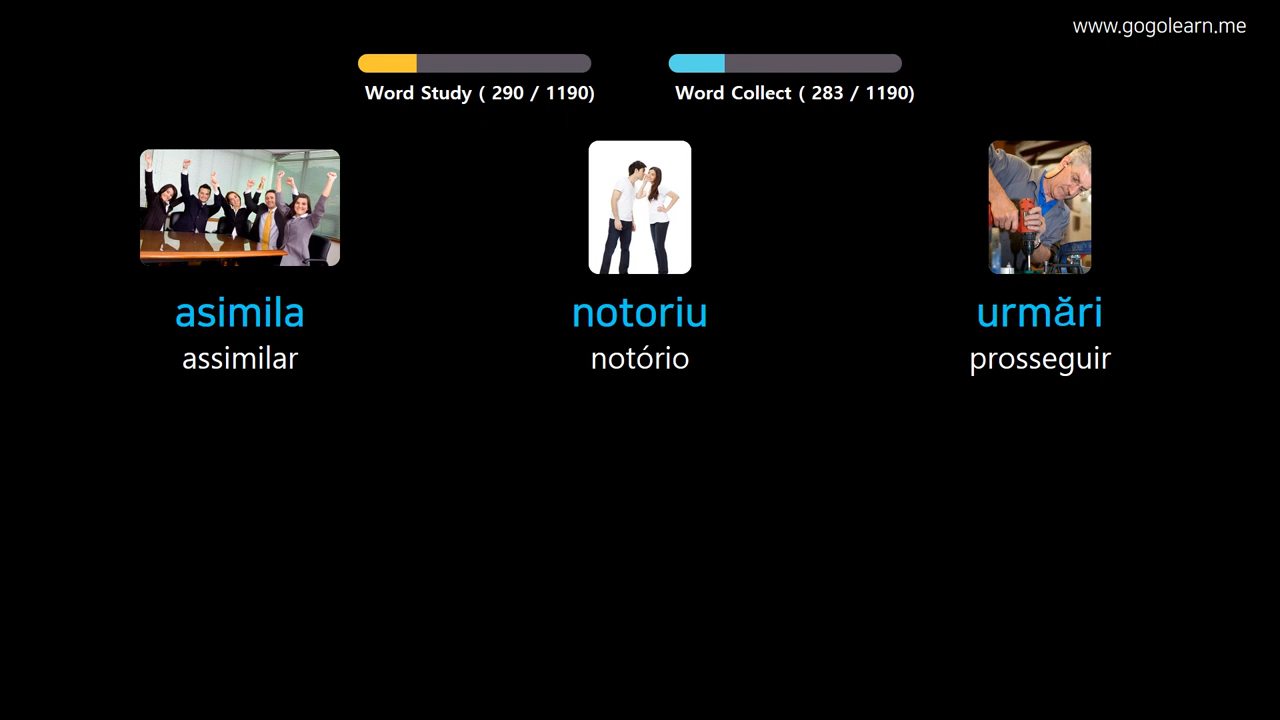 www.gogolearn.me
Word Study ( 290 / 1190)
Word Collect ( 283 / 1190)
asimila
notoriu
urmări
assimilar
notório
prosseguir